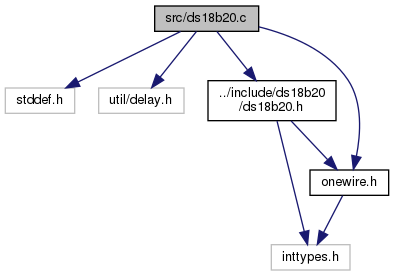 src/ds18b20.c
stddef.h
util/delay.h
../include/ds18b20
/ds18b20.h
onewire.h
inttypes.h